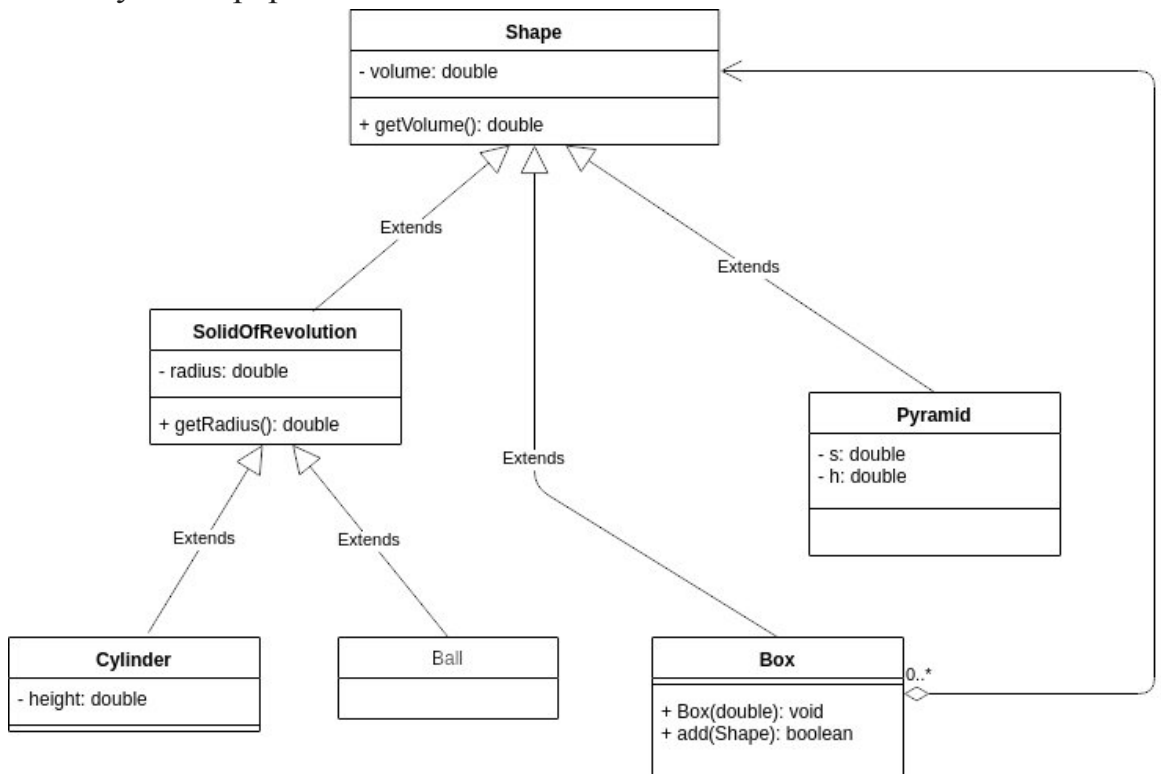 Shape
- volume: double
+ getVolume(): double
Extends
Extends
SolidOfRevolution
- radius: double
+ getRadius(): double
Pyramid
- s: double
- h: double
Extends
Extends
Extends
Cylinder
- height: double
Ball
Box
0..*
+ Box(double): void
+ add(Shape): boolean